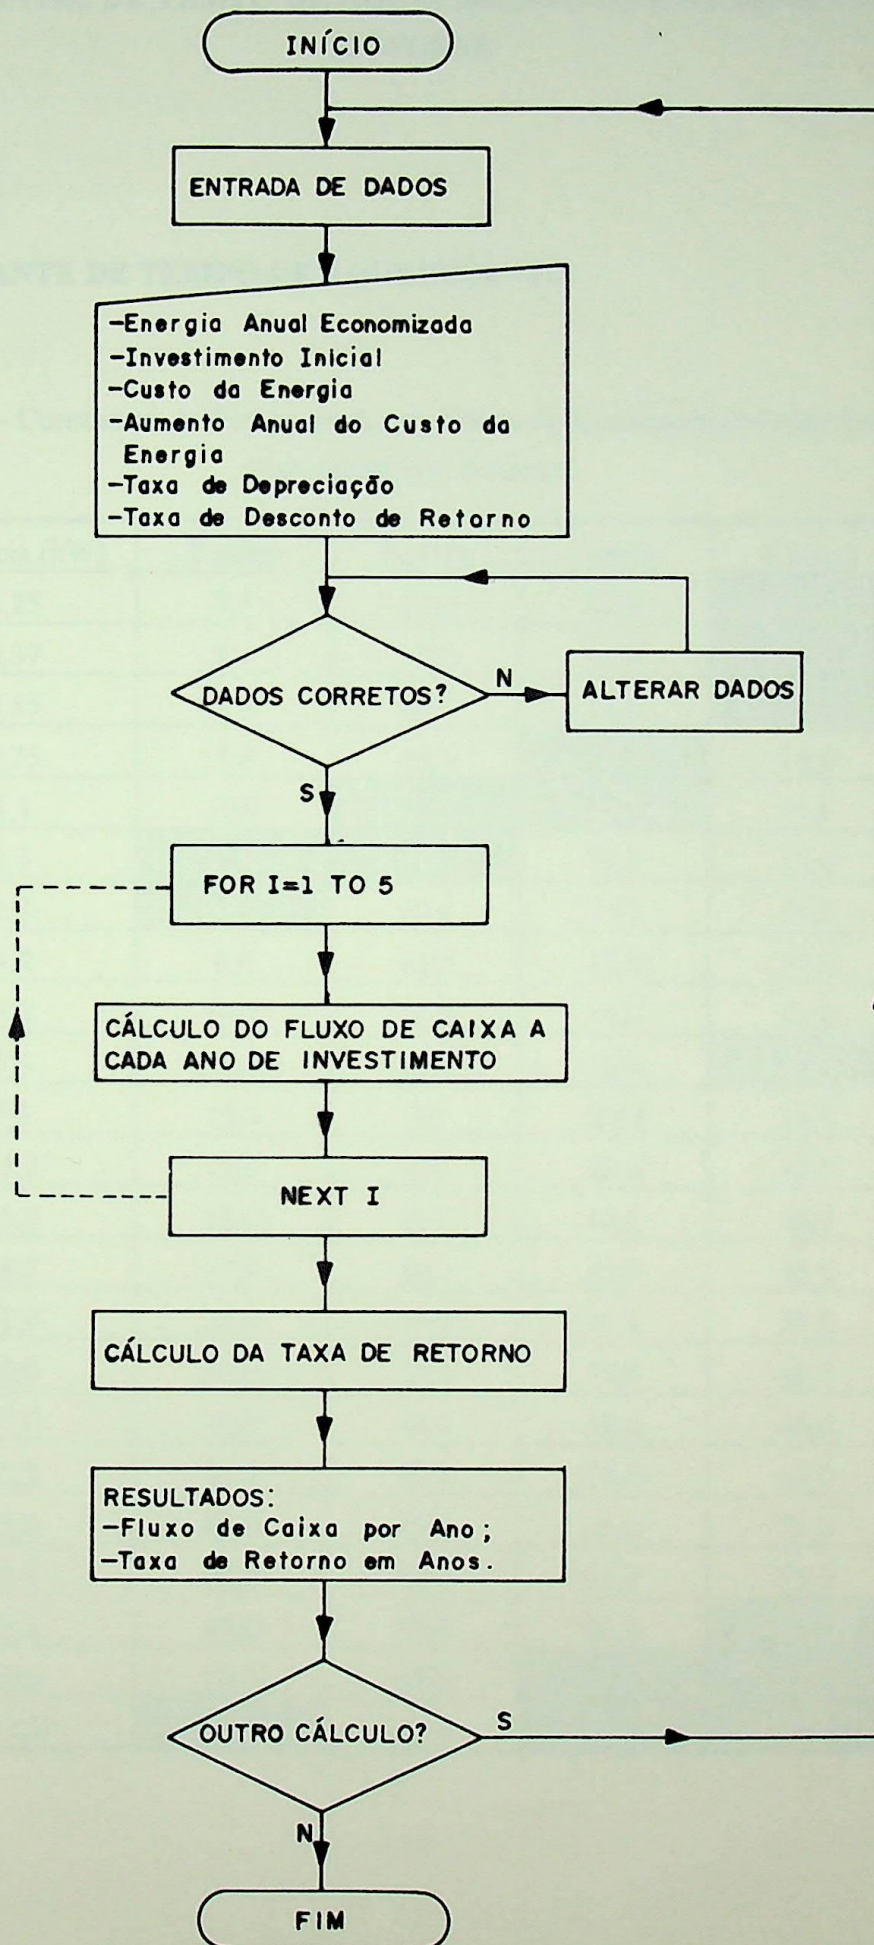 INÍCIO
ENTRADA DE DADOS
-Energia Anual Economizada
-Investimento Inicial
-Custo da Energia
-Aumento Anual do Custo da
Energia
-Taxa de Depreciação
-Taxa de Desconto de Retorno
DADOS CORRETOS?
N
ALTERAR DADOS
S
FOR I=1 TO 5
CÁLCULO DO FLUXO DE CAIXA A
CADA ANO DE INVESTIMENTO
NEXT I
CÁLCULO DA TAXA DE RETORNO
RESULTADOS:
-Fluxo de Caixa por Ano;
-Taxa de Retorno em Anos.
OUTRO CÁLCULO?
S
N
FIM